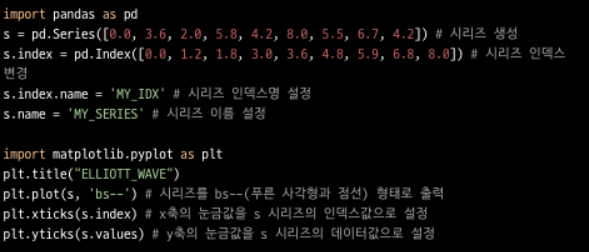 import pandas as pd
s = pd.Series([0.0, 3.6, 2.0, 5.8, 4.2, 8.0, 5.5, 6.7, 4.2]) # 시리즈 생성
s.index = pd.Index([0.0, 1.2, 1.8, 3.0, 3.6, 4.8, 5.9, 6.8, 8.0]) # 시리즈 인덱스
변경
s.index.name = 'MY_IDX' # 시리즈 인덱스명 설정
s.name = 'MY_SERIES' # 시리즈 이름 설정
import matplotlib.pyplot as plt
plt.title("ELLIOTT_WAVE")
plt.plot(s, 'bs--') # 시리즈를 bs--(푸른 사각형과 점선) 형태로 출력
plt.xticks(s.index) # x축의 눈금값을 s 시리즈의 인덱스값으로 설정
plt.yticks(s.values) # y축의 눈금값을 s 시리즈의 데이터값으로 설정